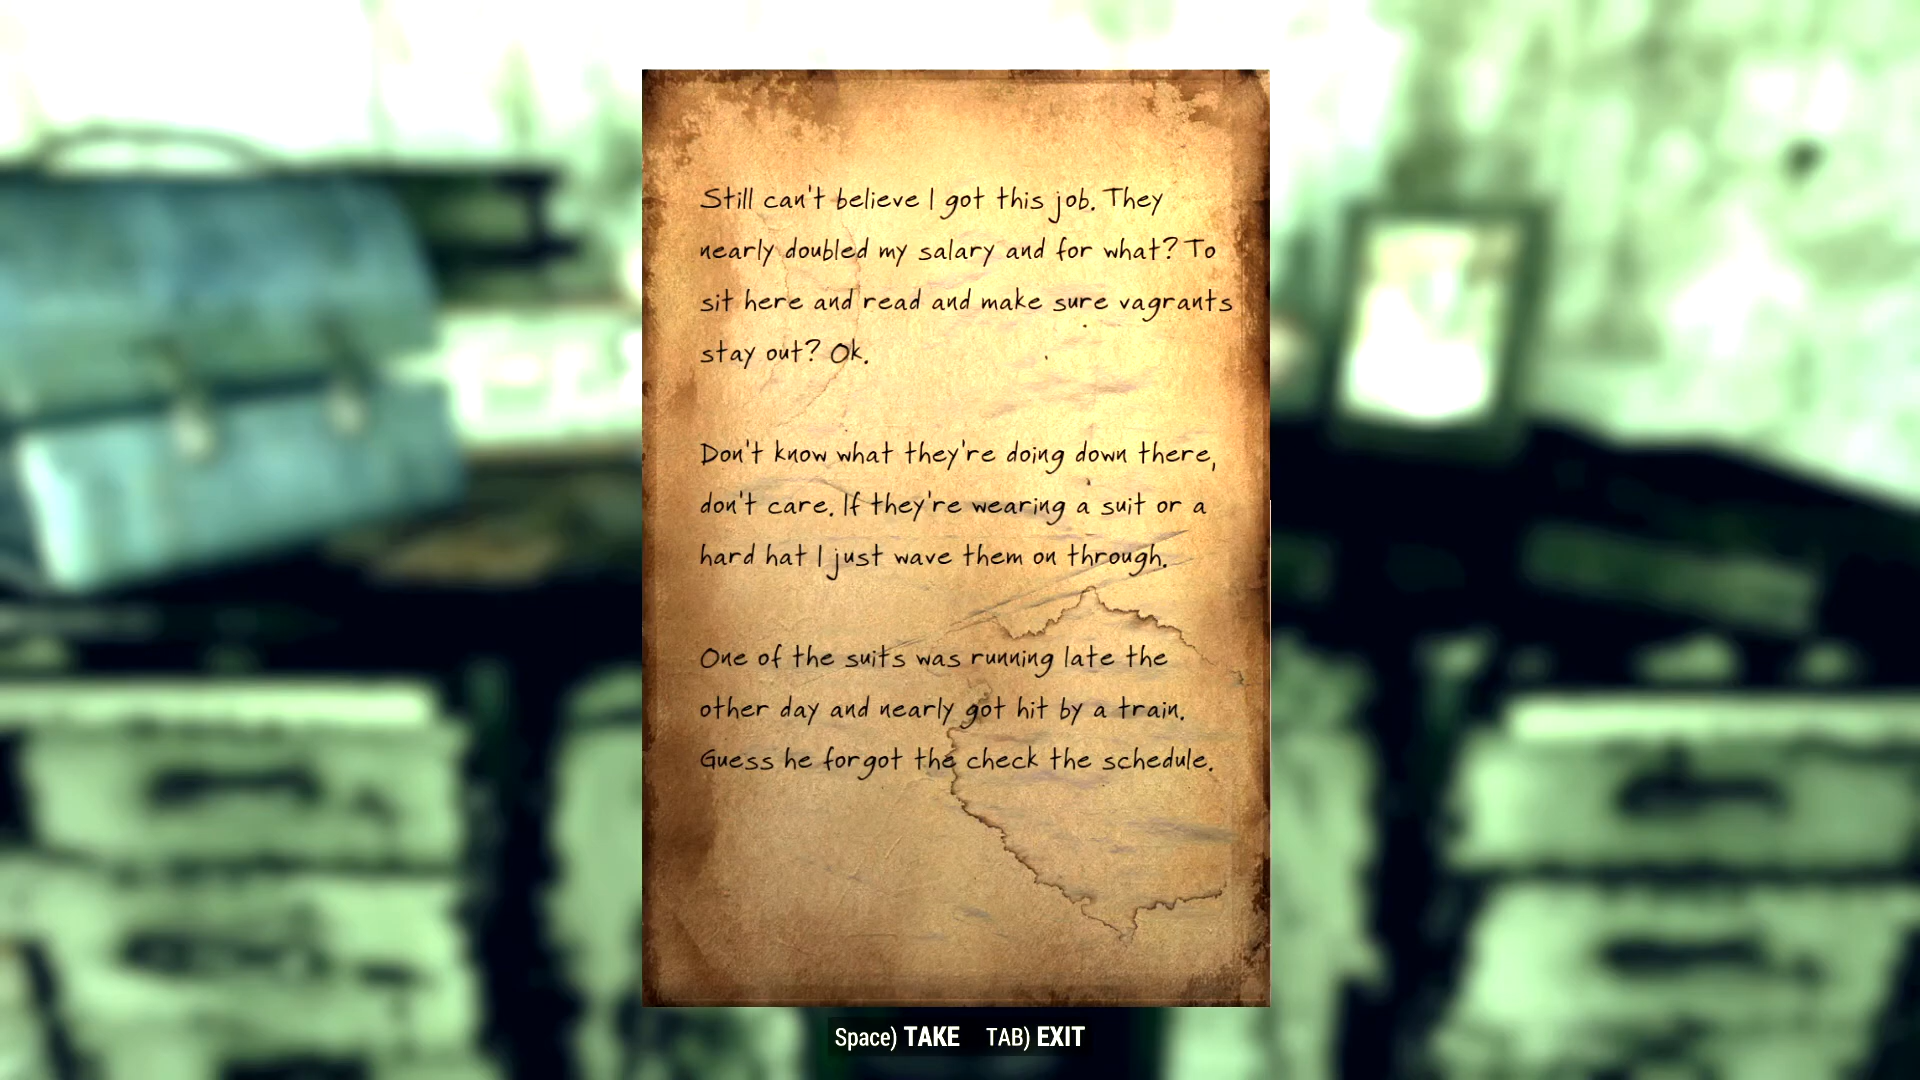 Still can't believe I got this job. They
nearly doubled my salary and for what? To
sit here and read and make sure vagrants
stay out? Ok.
Don't know what they're doing down there,
don't care. If they're wearing a suit or a
hard hat I just wave them on through.
One of the suits was running late the
other day and nearly got hit by a train.
Guess he forgot the check the schedule.
Space) TAKE TAB) EXIT